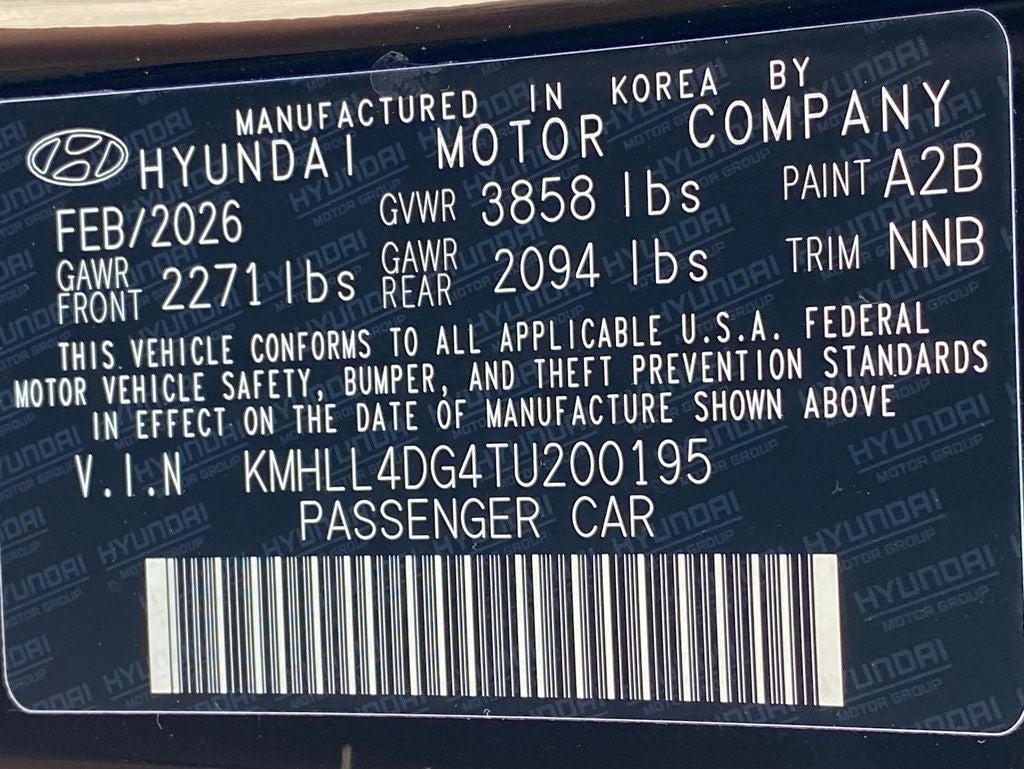 MANUFACTURED IN KOREA BY
HYUNDAI MOTOR COMPANY
FEB/2026 GVWR 3858 lbs PAINT A2B
GAWR FRONT 2271 lbs GAWR REAR 2094 lbs TRIM NNB
THIS VEHICLE CONFORMS TO ALL APPLICABLE U.S.A. FEDERAL
MOTOR VEHICLE SAFETY, BUMPER, AND THEFT PREVENTION STANDARDS
IN EFFECT ON THE DATE OF MANUFACTURE SHOWN ABOVE
V.I.N KMHLL4DG4TU200195
PASSENGER CAR